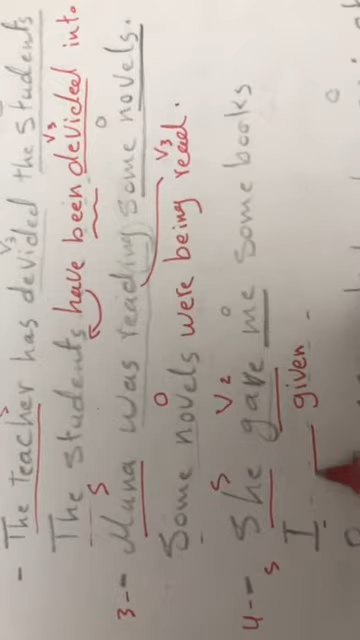 - The teacher has devided the students
The students have been devided into.
3-- Muna was reading some novels.
Some novels were being read.
4-- She gave me some books
I ___ given -